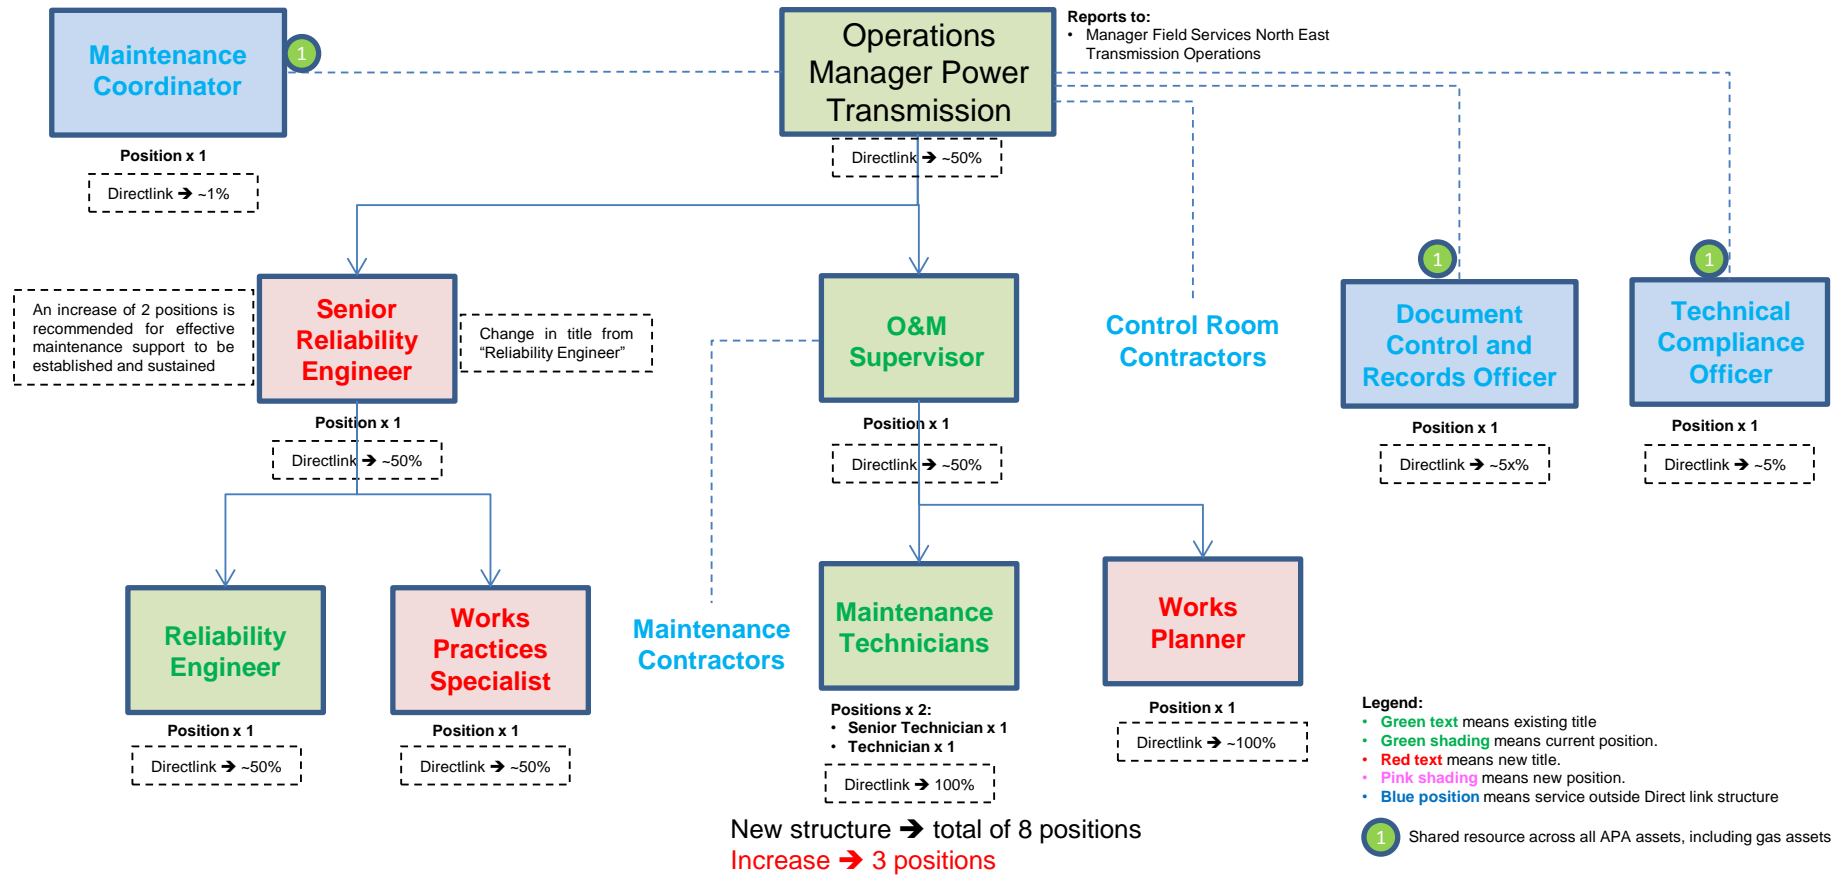 Maintenance
Coordinator
1
Position x 1
Directlink ➔ ~1%
Operations
Manager Power
Transmission
Directlink ➔ ~50%
Reports to:
• Manager Field Services North East
Transmission Operations
An increase of 2 positions is
recommended for effective
maintenance support to be
established and sustained
Senior
Reliability
Engineer
Position x 1
Directlink ➔ ~50%
Change in title from
“Reliability Engineer”
O&M
Supervisor
Position x 1
Directlink ➔ ~50%
Control Room
Contractors
1
Document
Control and
Records Officer
Position x 1
Directlink ➔ ~5x%
1
Technical
Compliance
Officer
Position x 1
Directlink ➔ ~5%
Reliability
Engineer
Position x 1
Directlink ➔ ~50%
Works
Practices
Specialist
Position x 1
Directlink ➔ ~50%
Maintenance
Contractors
Maintenance
Technicians
Positions x 2:
• Senior Technician x 1
• Technician x 1
Directlink ➔ 100%
Works
Planner
Position x 1
Directlink ➔ ~100%
New structure ➔ total of 8 positions
Increase ➔ 3 positions
Legend:
• Green text means existing title
• Green shading means current position.
• Red text means new title.
• Pink shading means new position.
• Blue position means service outside Direct link structure
1 Shared resource across all APA assets, including gas assets